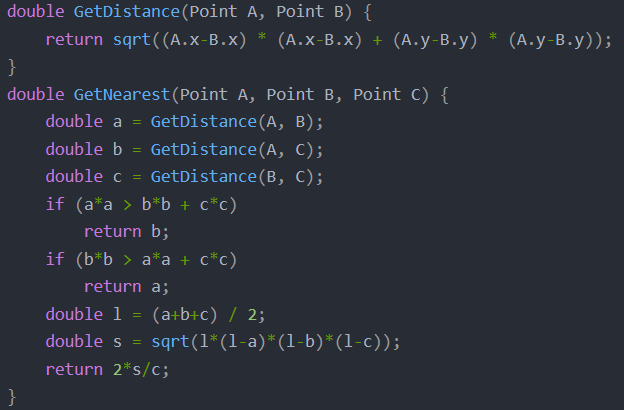 double GetDistance(Point A, Point B) {
    return sqrt((A.x-B.x) * (A.x-B.x) + (A.y-B.y) * (A.y-B.y));
}
double GetNearest(Point A, Point B, Point C) {
    double a = GetDistance(A, B);
    double b = GetDistance(A, C);
    double c = GetDistance(B, C);
    if (a*a > b*b + c*c)
        return b;
    if (b*b > a*a + c*c)
        return a;
    double l = (a+b+c) / 2;
    double s = sqrt(l*(l-a)*(l-b)*(l-c));
    return 2*s/c;
}